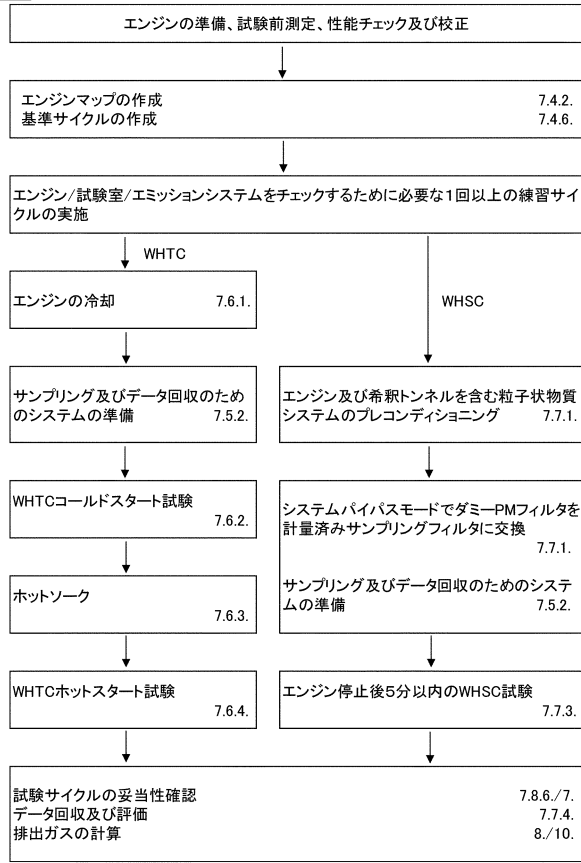 エンジンの準備、試験前測定、性能チェック及び校正
エンジンマップの作成 7.4.2.
基準サイクルの作成 7.4.6.
エンジン/試験室/エミッションシステムをチェックするために必要な1回以上の練習サイ
クルの実施
WHTC
エンジンの冷却 7.6.1.
サンプリング及びデータ回収のため
のシステムの準備 7.5.2.
WHTCコールドスタート試験
7.6.2.
ホットソーク
7.6.3.
WHTCホットスタート試験
7.6.4.
WHSC
エンジン及び希釈トンネルを含む粒子状物質
システムのプレコンディショニング 7.7.1.
システムバイパスモードでダミーPMフィルタを
計量済みサンプリングフィルタに交換
7.7.1.
サンプリング及びデータ回収のためのシステ
ムの準備 7.5.2.
エンジン停止後5分以内のWHSC試験
7.7.3.
試験サイクルの妥当性確認 7.8.6./7.
データ回収及び評価 7.7.4.
排出ガスの計算 8./10.